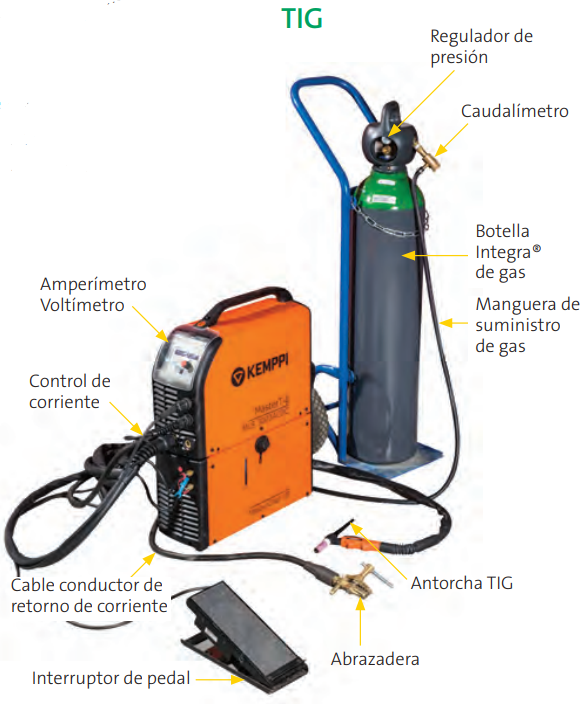 TIG
Regulador de
presión
Caudalímetro
Botella
Integra®
de gas
Manguera de
suministro
de gas
Amperímetro
Voltímetro
Control de
corriente
KEMPPI
MasterTig
Cable conductor de
retorno de corriente
Antorcha TIG
Abrazadera
Interruptor de pedal